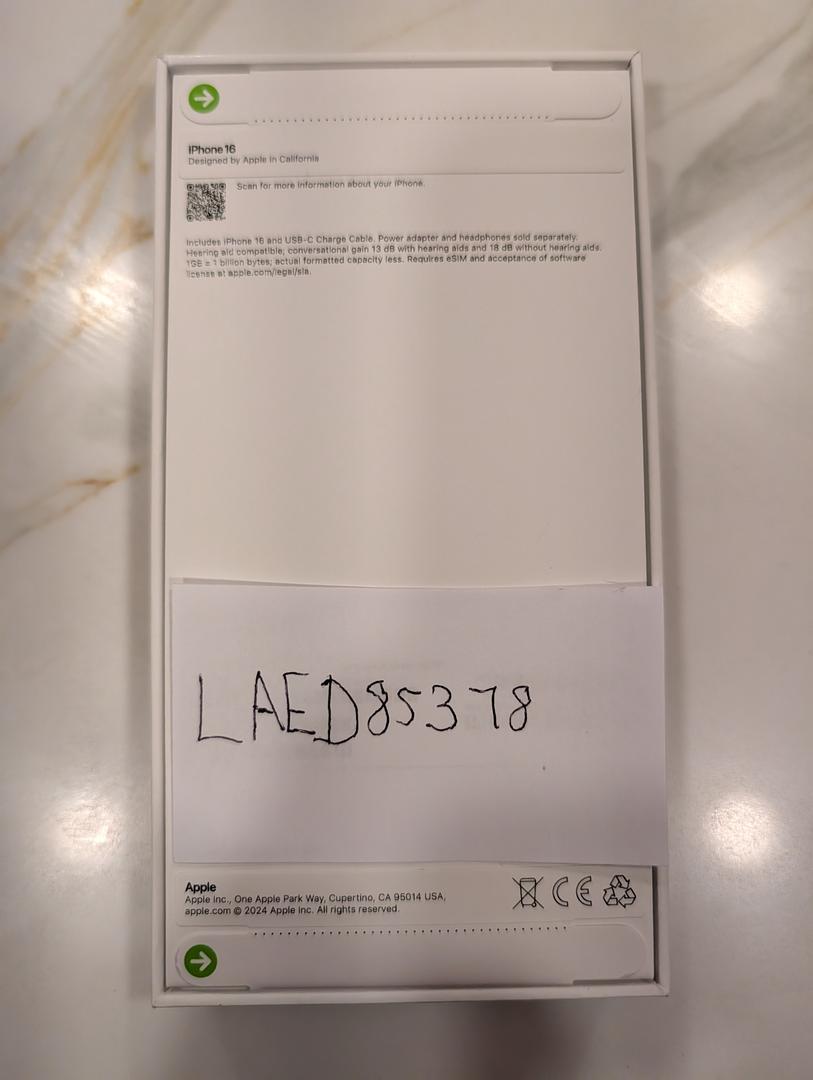 iPhone 16
Designed by Apple in California
Scan for more information about your iPhone.
Includes iPhone 16 and USB-C Charge Cable. Power adapter and headphones sold separately.
Hearing aid compatible; conversational gain 13 dB with hearing aids and 18 dB without hearing aids.
1GB = 1 billion bytes; actual formatted capacity less. Requires eSIM and acceptance of software
license at apple.com/legal/sla.
LAED85378
Apple
Apple Inc., One Apple Park Way, Cupertino, CA 95014 USA,
apple.com © 2024 Apple Inc. All rights reserved.
CE